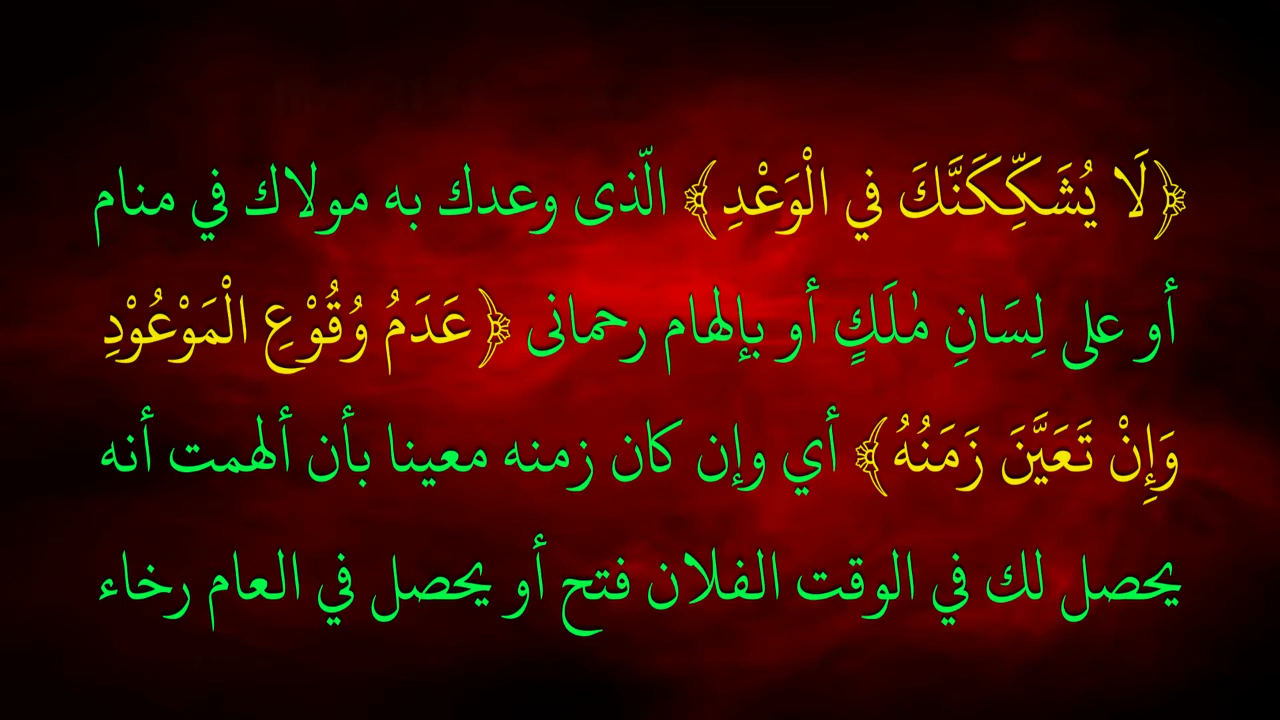 ﴿لَا يُشَكِّكَنَّكَ فِي الْوَعْدِ﴾ الّذى وعدك به مولاك في منام
أو على لِسَانِ مٰلَكٍ أو بإلهام رحمانى ﴿عَدَمُ وُقُوْعِ الْمَوْعُوْدِ
وَإِنْ تَعَيَّنَ زَمَنُهُ﴾ أي وإن كان زمنه معينا بأن ألهمت أنه
يحصل لك في الوقت الفلان فتح أو يحصل في العام رخاء